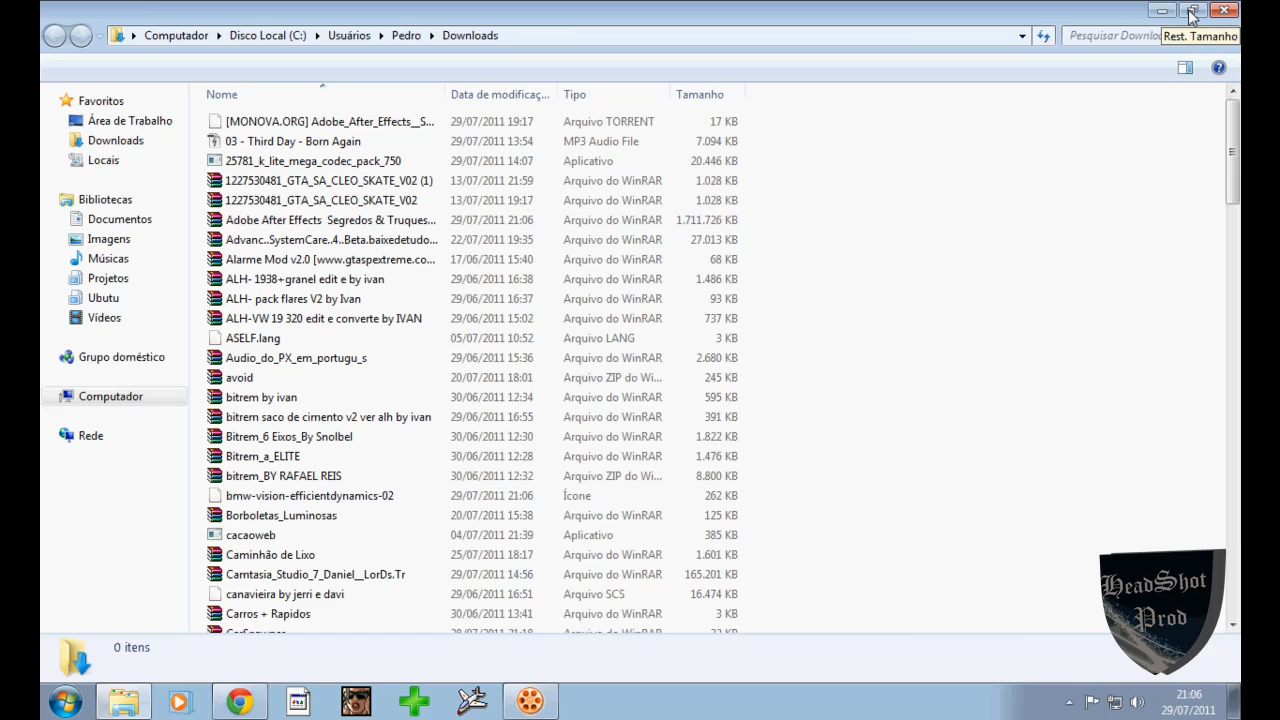 Computador Disco Local (C:) Usuários Pedro Downloads
Pesquisar Downlo
Rest. Tamanho
Favoritos
Área de Trabalho
Downloads
Locais
Bibliotecas
Documentos
Imagens
Músicas
Projetos
Ubutu
Vídeos
Grupo doméstico
Computador
Rede
Nome Data de modificaç... Tipo Tamanho
[MONOVA.ORG] Adobe_After_Effects__S... 29/07/2011 19:17 Arquivo TORRENT 17 KB
03 - Third Day - Born Again 29/07/2011 13:54 MP3 Audio File 7.094 KB
25781_k_lite_mega_codec_pack_750 29/07/2011 14:07 Aplicativo 20.446 KB
1227530481_GTA_SA_CLEO_SKATE_V02 (1) 13/07/2011 21:59 Arquivo do WinRAR 1.028 KB
1227530481_GTA_SA_CLEO_SKATE_V02 13/07/2011 19:17 Arquivo do WinRAR 1.028 KB
Adobe After Effects  Segredos & Truques... 29/07/2011 21:06 Arquivo do WinRAR 1.711.726 KB
Advanc..SystemCare..4..Beta.baixedetudo... 22/07/2011 19:35 Arquivo do WinRAR 27.013 KB
Alarme Mod v2.0 [www.gtaspextreme.co... 17/06/2011 15:40 Arquivo do WinRAR 68 KB
ALH- 1938+granel edit e by ivan 29/06/2011 16:38 Arquivo do WinRAR 1.486 KB
ALH- pack flares V2 by Ivan 29/06/2011 16:37 Arquivo do WinRAR 93 KB
ALH-VW 19 320 edit e converte by IVAN 29/06/2011 15:02 Arquivo do WinRAR 737 KB
ASELF.lang 05/07/2011 10:52 Arquivo LANG 3 KB
Audio_do_PX_em_portugu_s 29/06/2011 15:36 Arquivo do WinRAR 2.680 KB
avoid 20/07/2011 18:01 Arquivo ZIP do Wi... 245 KB
bitrem by ivan 30/06/2011 12:34 Arquivo do WinRAR 595 KB
bitrem saco de cimento v2 ver alh by ivan 29/06/2011 16:55 Arquivo do WinRAR 391 KB
Bitrem_6 Eixos_By Snolbel 30/06/2011 12:30 Arquivo do WinRAR 1.822 KB
Bitrem_a_ELITE 30/06/2011 12:28 Arquivo do WinRAR 1.476 KB
bitrem_BY RAFAEL REIS 30/06/2011 12:32 Arquivo ZIP do Wi... 8.800 KB
bmw-vision-efficientdynamics-02 29/07/2011 21:06 Ícone 262 KB
Borboletas_Luminosas 20/07/2011 15:38 Arquivo do WinRAR 125 KB
cacaoweb 04/07/2011 21:39 Aplicativo 385 KB
Caminhão de Lixo 25/07/2011 18:17 Arquivo do WinRAR 1.601 KB
Camtasia_Studio_7_Daniel__LorDs.Tr 29/07/2011 14:56 Arquivo do WinRAR 165.201 KB
canavieira by jerri e davi 29/06/2011 16:51 Arquivo SCS 16.474 KB
Carros + Rapidos 30/06/2011 13:41 Arquivo do WinRAR 3 KB
HeadShot
Prod
0 itens
21:06
29/07/2011